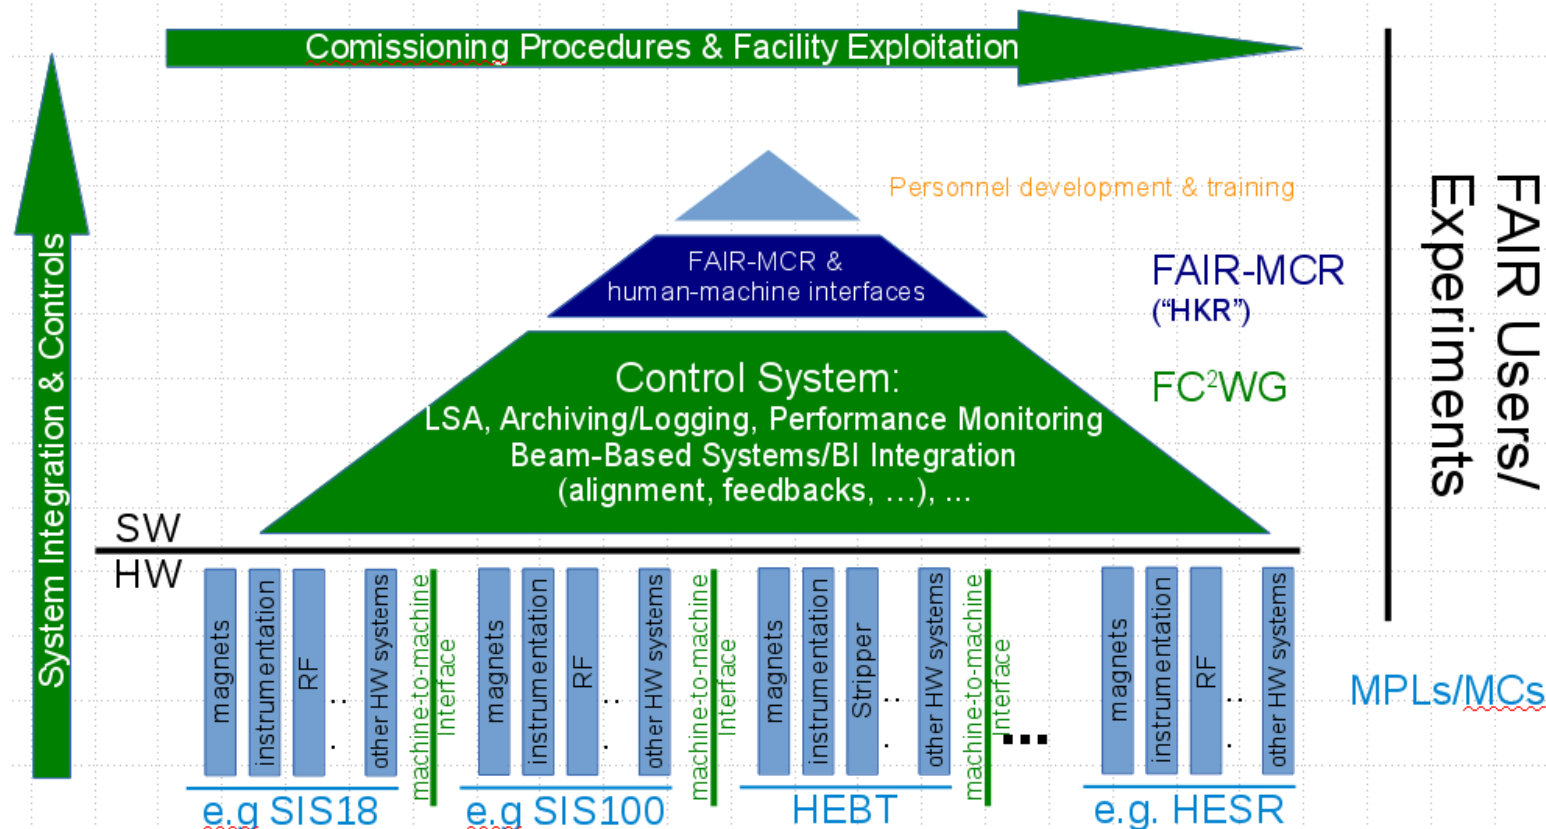 Comissioning Procedures & Facility Exploitation
System Integration & Controls
Personnel development & training
FAIR-MCR &
human-machine interfaces
FAIR-MCR
(“HKR”)
Control System:
LSA, Archiving/Logging, Performance Monitoring
Beam-Based Systems/BI Integration
(alignment, feedbacks, …), ...
FC²WG
FAIR Users/
Experiments
SW
HW
magnets
instrumentation
RF
...
other HW systems
machine-to-machine
Interface
magnets
instrumentation
RF
...
other HW systems
machine-to-machine
Interface
magnets
instrumentation
Stripper
...
other HW systems
machine-to-machine
Interface
...
magnets
instrumentation
RF
...
other HW systems
MPLs/MCs
e.g SIS18
e.g SIS100
HEBT
e.g. HESR